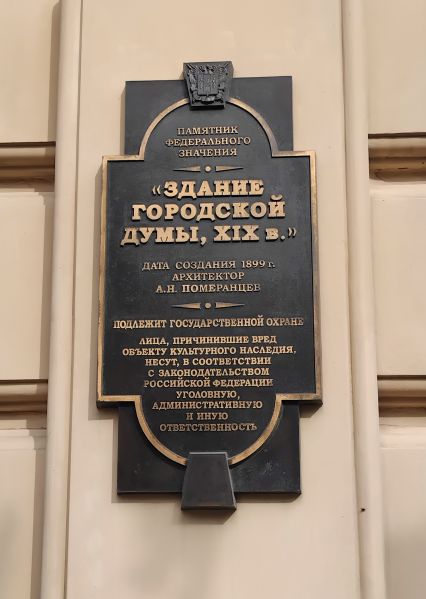 ПАМЯТНИК
ФЕДЕРАЛЬНОГО
ЗНАЧЕНИЯ
«ЗДАНИЕ
ГОРОДСКОЙ
ДУМЫ, XIX в.»
ДАТА СОЗДАНИЯ 1899 г.
АРХИТЕКТОР
А.Н. ПОМЕРАНЦЕВ
ПОДЛЕЖИТ ГОСУДАРСТВЕННОЙ ОХРАНЕ
ЛИЦА, ПРИЧИНИВШИЕ ВРЕД
ОБЪЕКТУ КУЛЬТУРНОГО НАСЛЕДИЯ,
НЕСУТ, В СООТВЕТСТВИИ
С ЗАКОНОДАТЕЛЬСТВОМ
РОССИЙСКОЙ ФЕДЕРАЦИИ
УГОЛОВНУЮ,
АДМИНИСТРАТИВНУЮ
И ИНУЮ
ОТВЕТСТВЕННОСТЬ